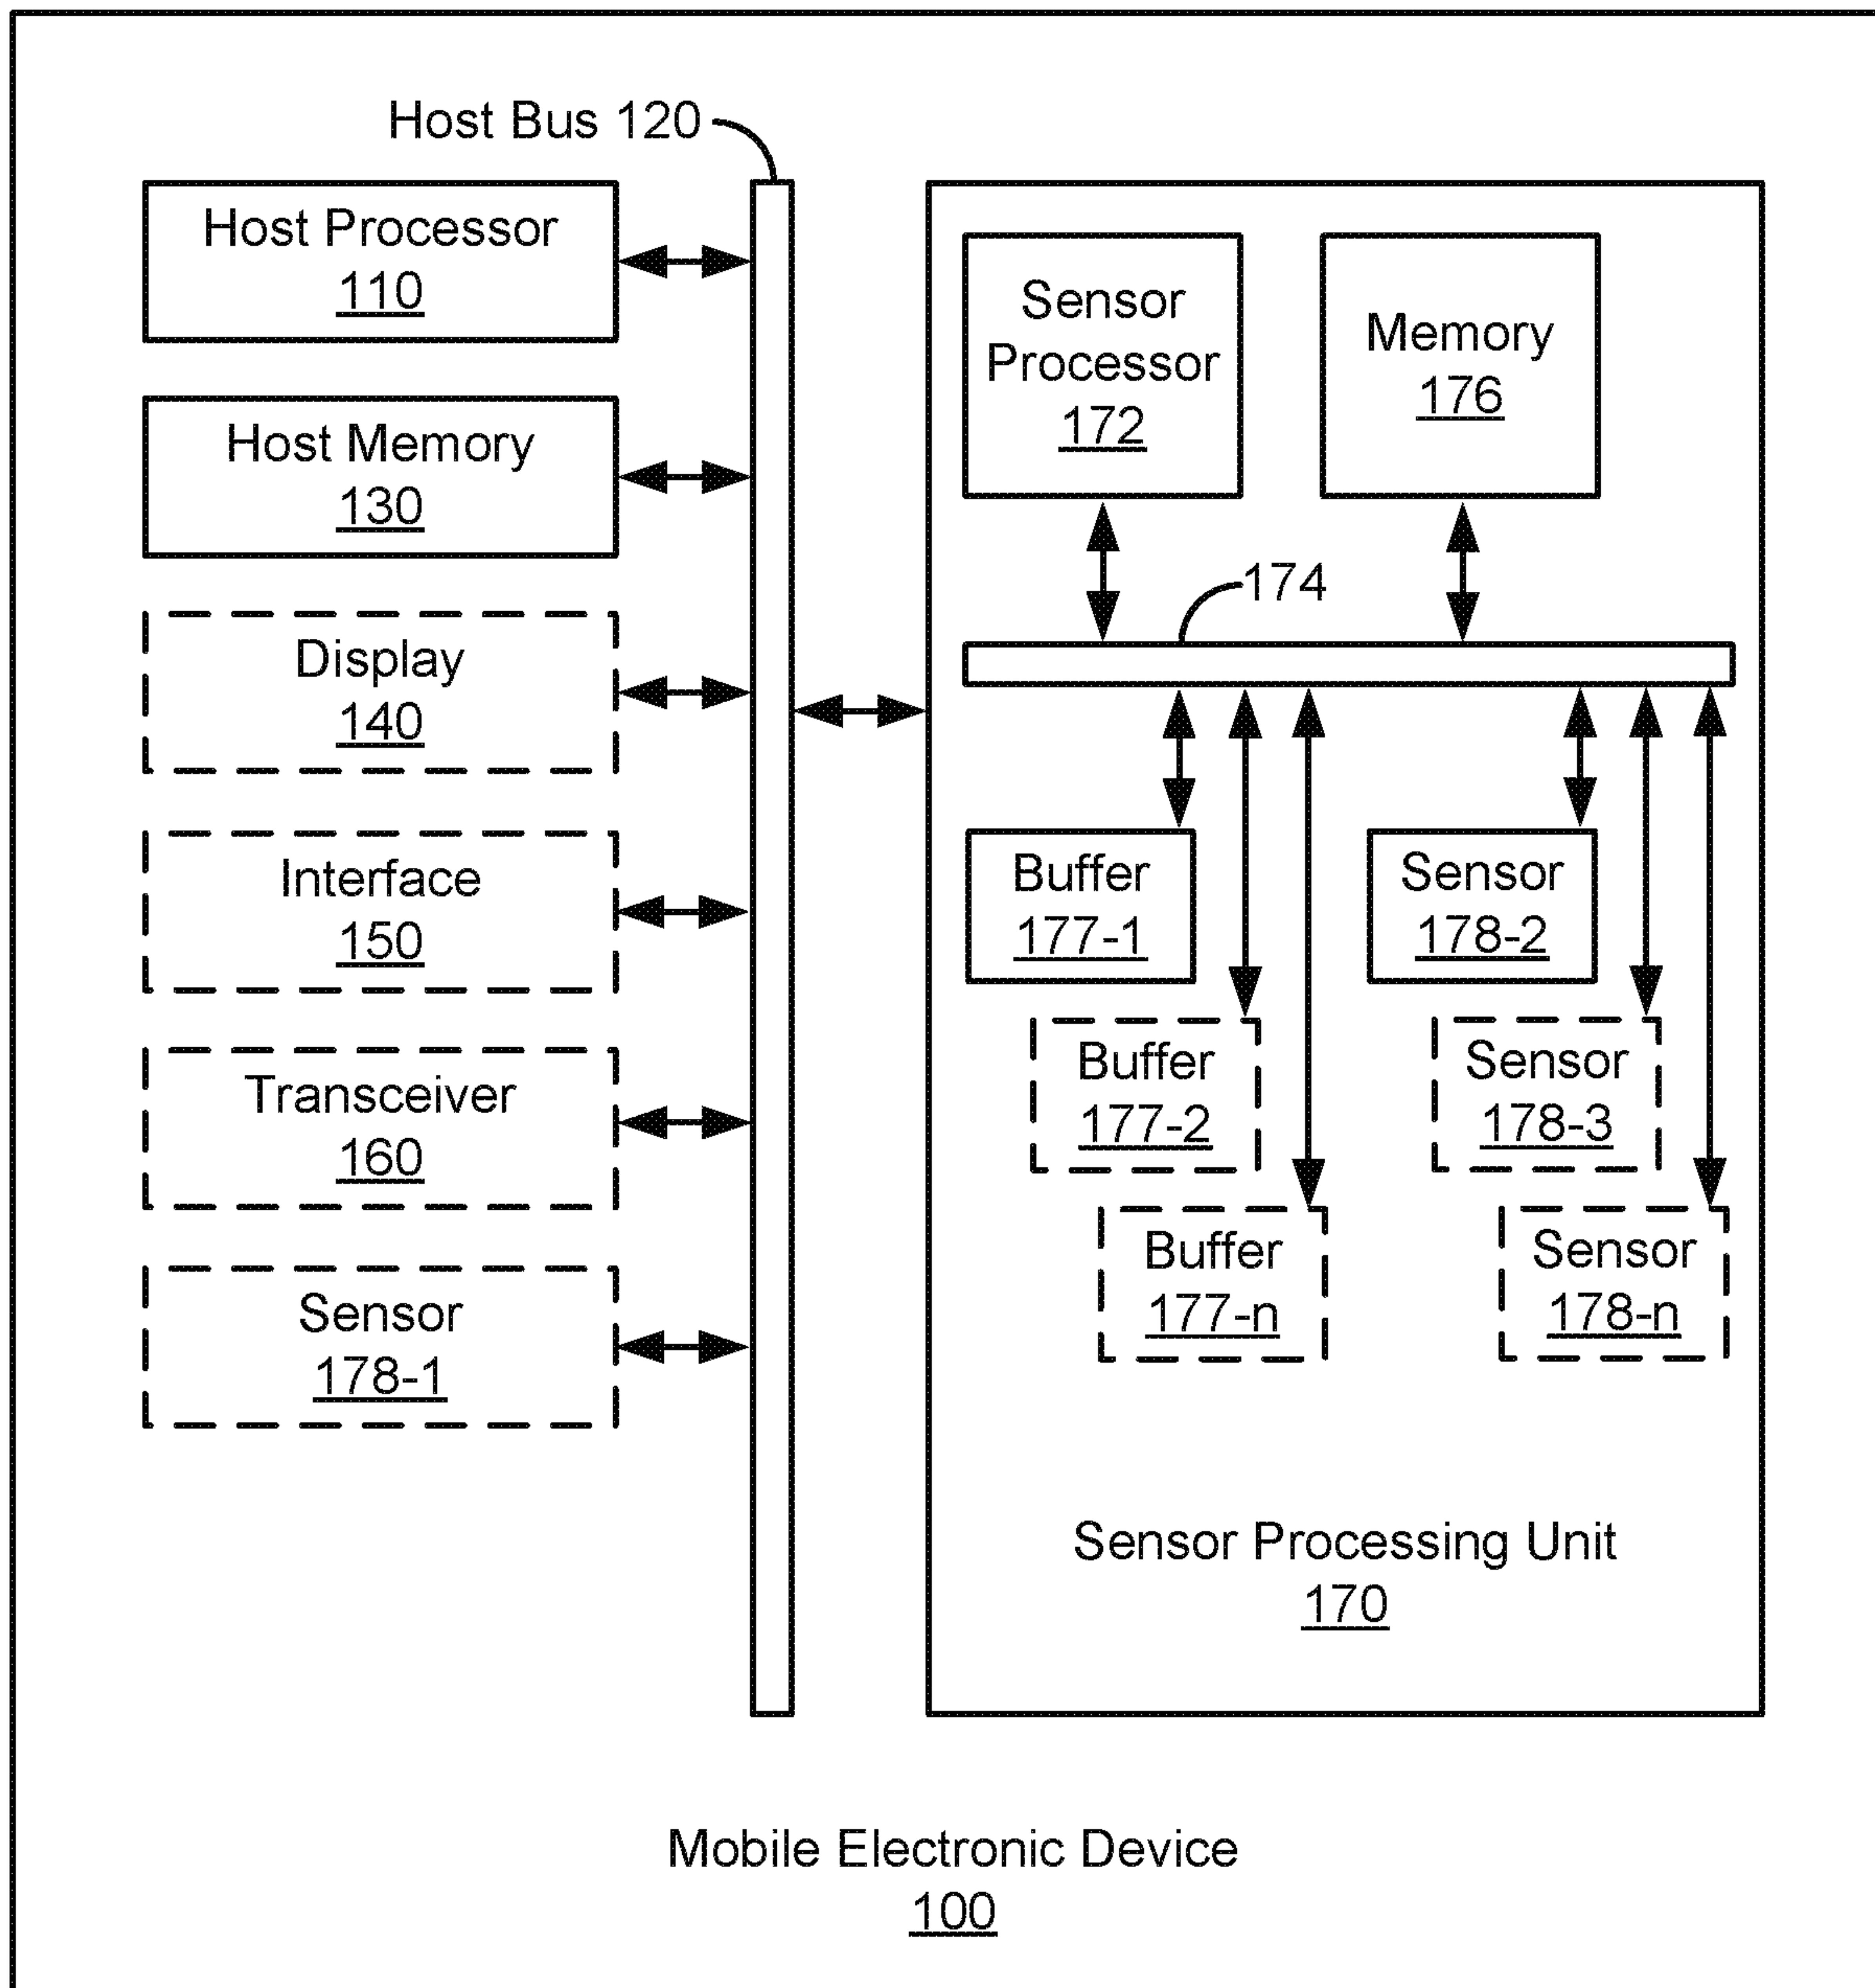 Host Bus 120
Host Processor
110
Host Memory
130
Display
140
Interface
150
Transceiver
160
Sensor
178-1
Sensor
Processor
172
Memory
176
174
Buffer
177-1
Sensor
178-2
Buffer
177-2
Sensor
178-3
Buffer
177-n
Sensor
178-n
Sensor Processing Unit
170
Mobile Electronic Device
100